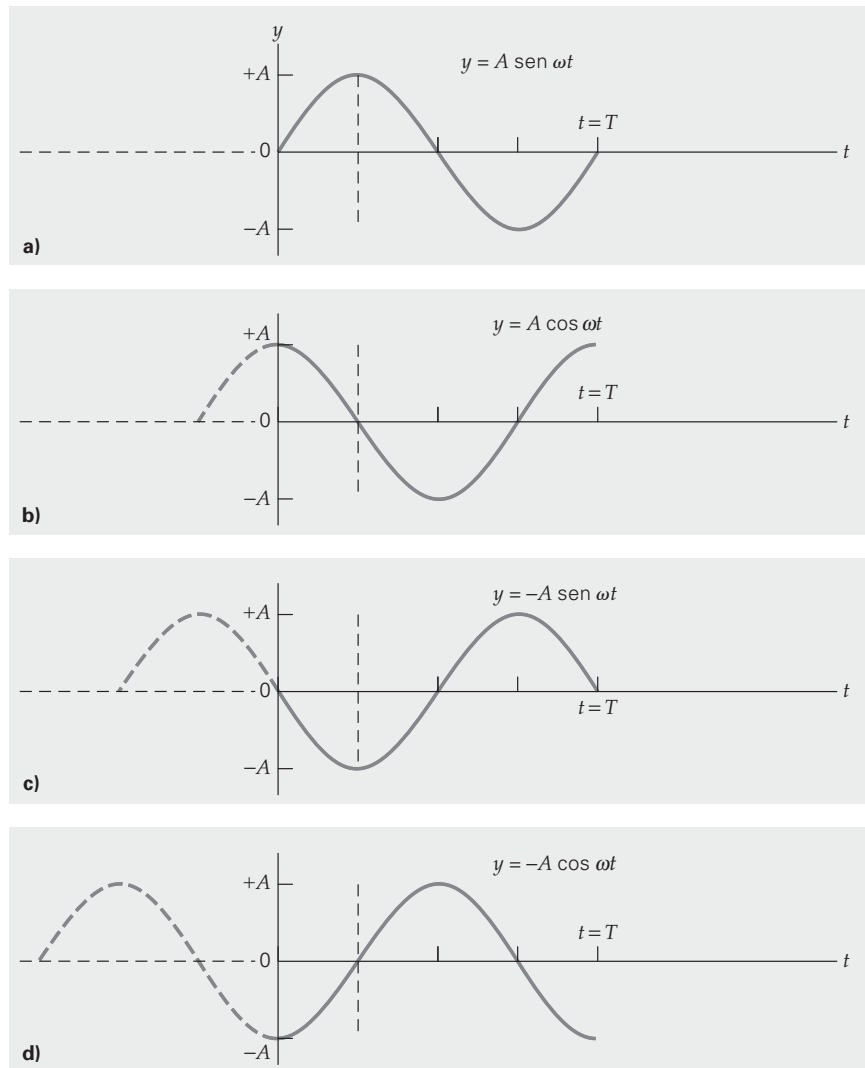 y
+A
y = A sen ωt
t = T
0
t
−A
a)
+A
y = A cos ωt
t = T
0
t
−A
b)
+A
y = −A sen ωt
0
t
t = T
−A
c)
+A
y = −A cos ωt
t = T
0
t
−A
d)